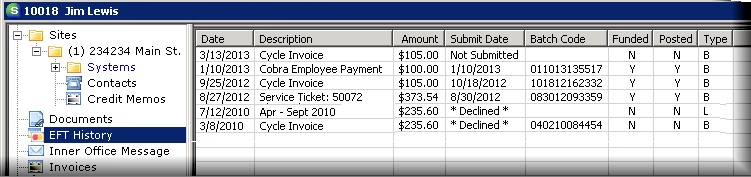 10018 Jim Lewis
Sites
(1) 234234 Main St.
Systems
Contacts
Credit Memos
Documents
EFT History
Inner Office Message
Invoices
Date Description Amount Submit Date Batch Code Funded Posted Type
3/13/2013 Cycle Invoice $105.00 Not Submitted N N B
1/10/2013 Cobra Employee Payment $100.00 1/10/2013 011013135517 Y Y B
9/25/2012 Cycle Invoice $105.00 10/18/2012 101812162332 Y Y B
8/27/2012 Service Ticket: 50072 $373.54 8/30/2012 083012093359 Y Y B
7/12/2010 Apr - Sept 2010 $235.60 * Declined * N N L
3/8/2010 Cycle Invoice $235.60 * Declined * 040210084454 N N B